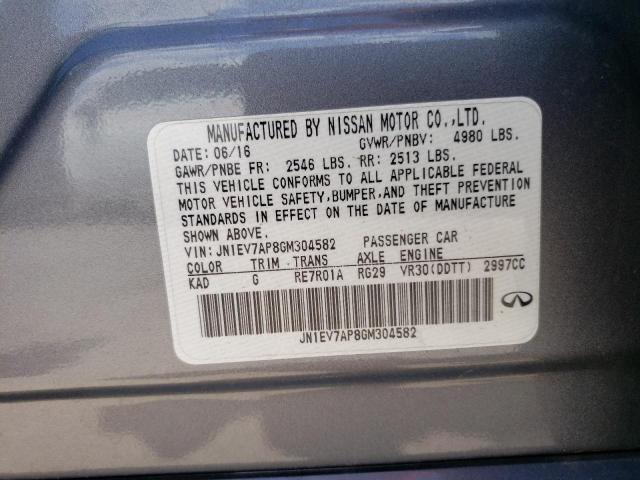 MANUFACTURED BY NISSAN MOTOR CO.,LTD.
DATE: 06/16 GVWR/PNBV: 4980 LBS.
GAWR/PNBE FR: 2546 LBS. RR: 2513 LBS.
THIS VEHICLE CONFORMS TO ALL APPLICABLE FEDERAL
MOTOR VEHICLE SAFETY, BUMPER, AND THEFT PREVENTION
STANDARDS IN EFFECT ON THE DATE OF MANUFACTURE
SHOWN ABOVE.
VIN: JN1EV7AP8GM304582 PASSENGER CAR
COLOR TRIM TRANS AXLE ENGINE
KAD G RE7R01A RG29 VR30(DDTT) 2997CC
JN1EV7AP8GM304582